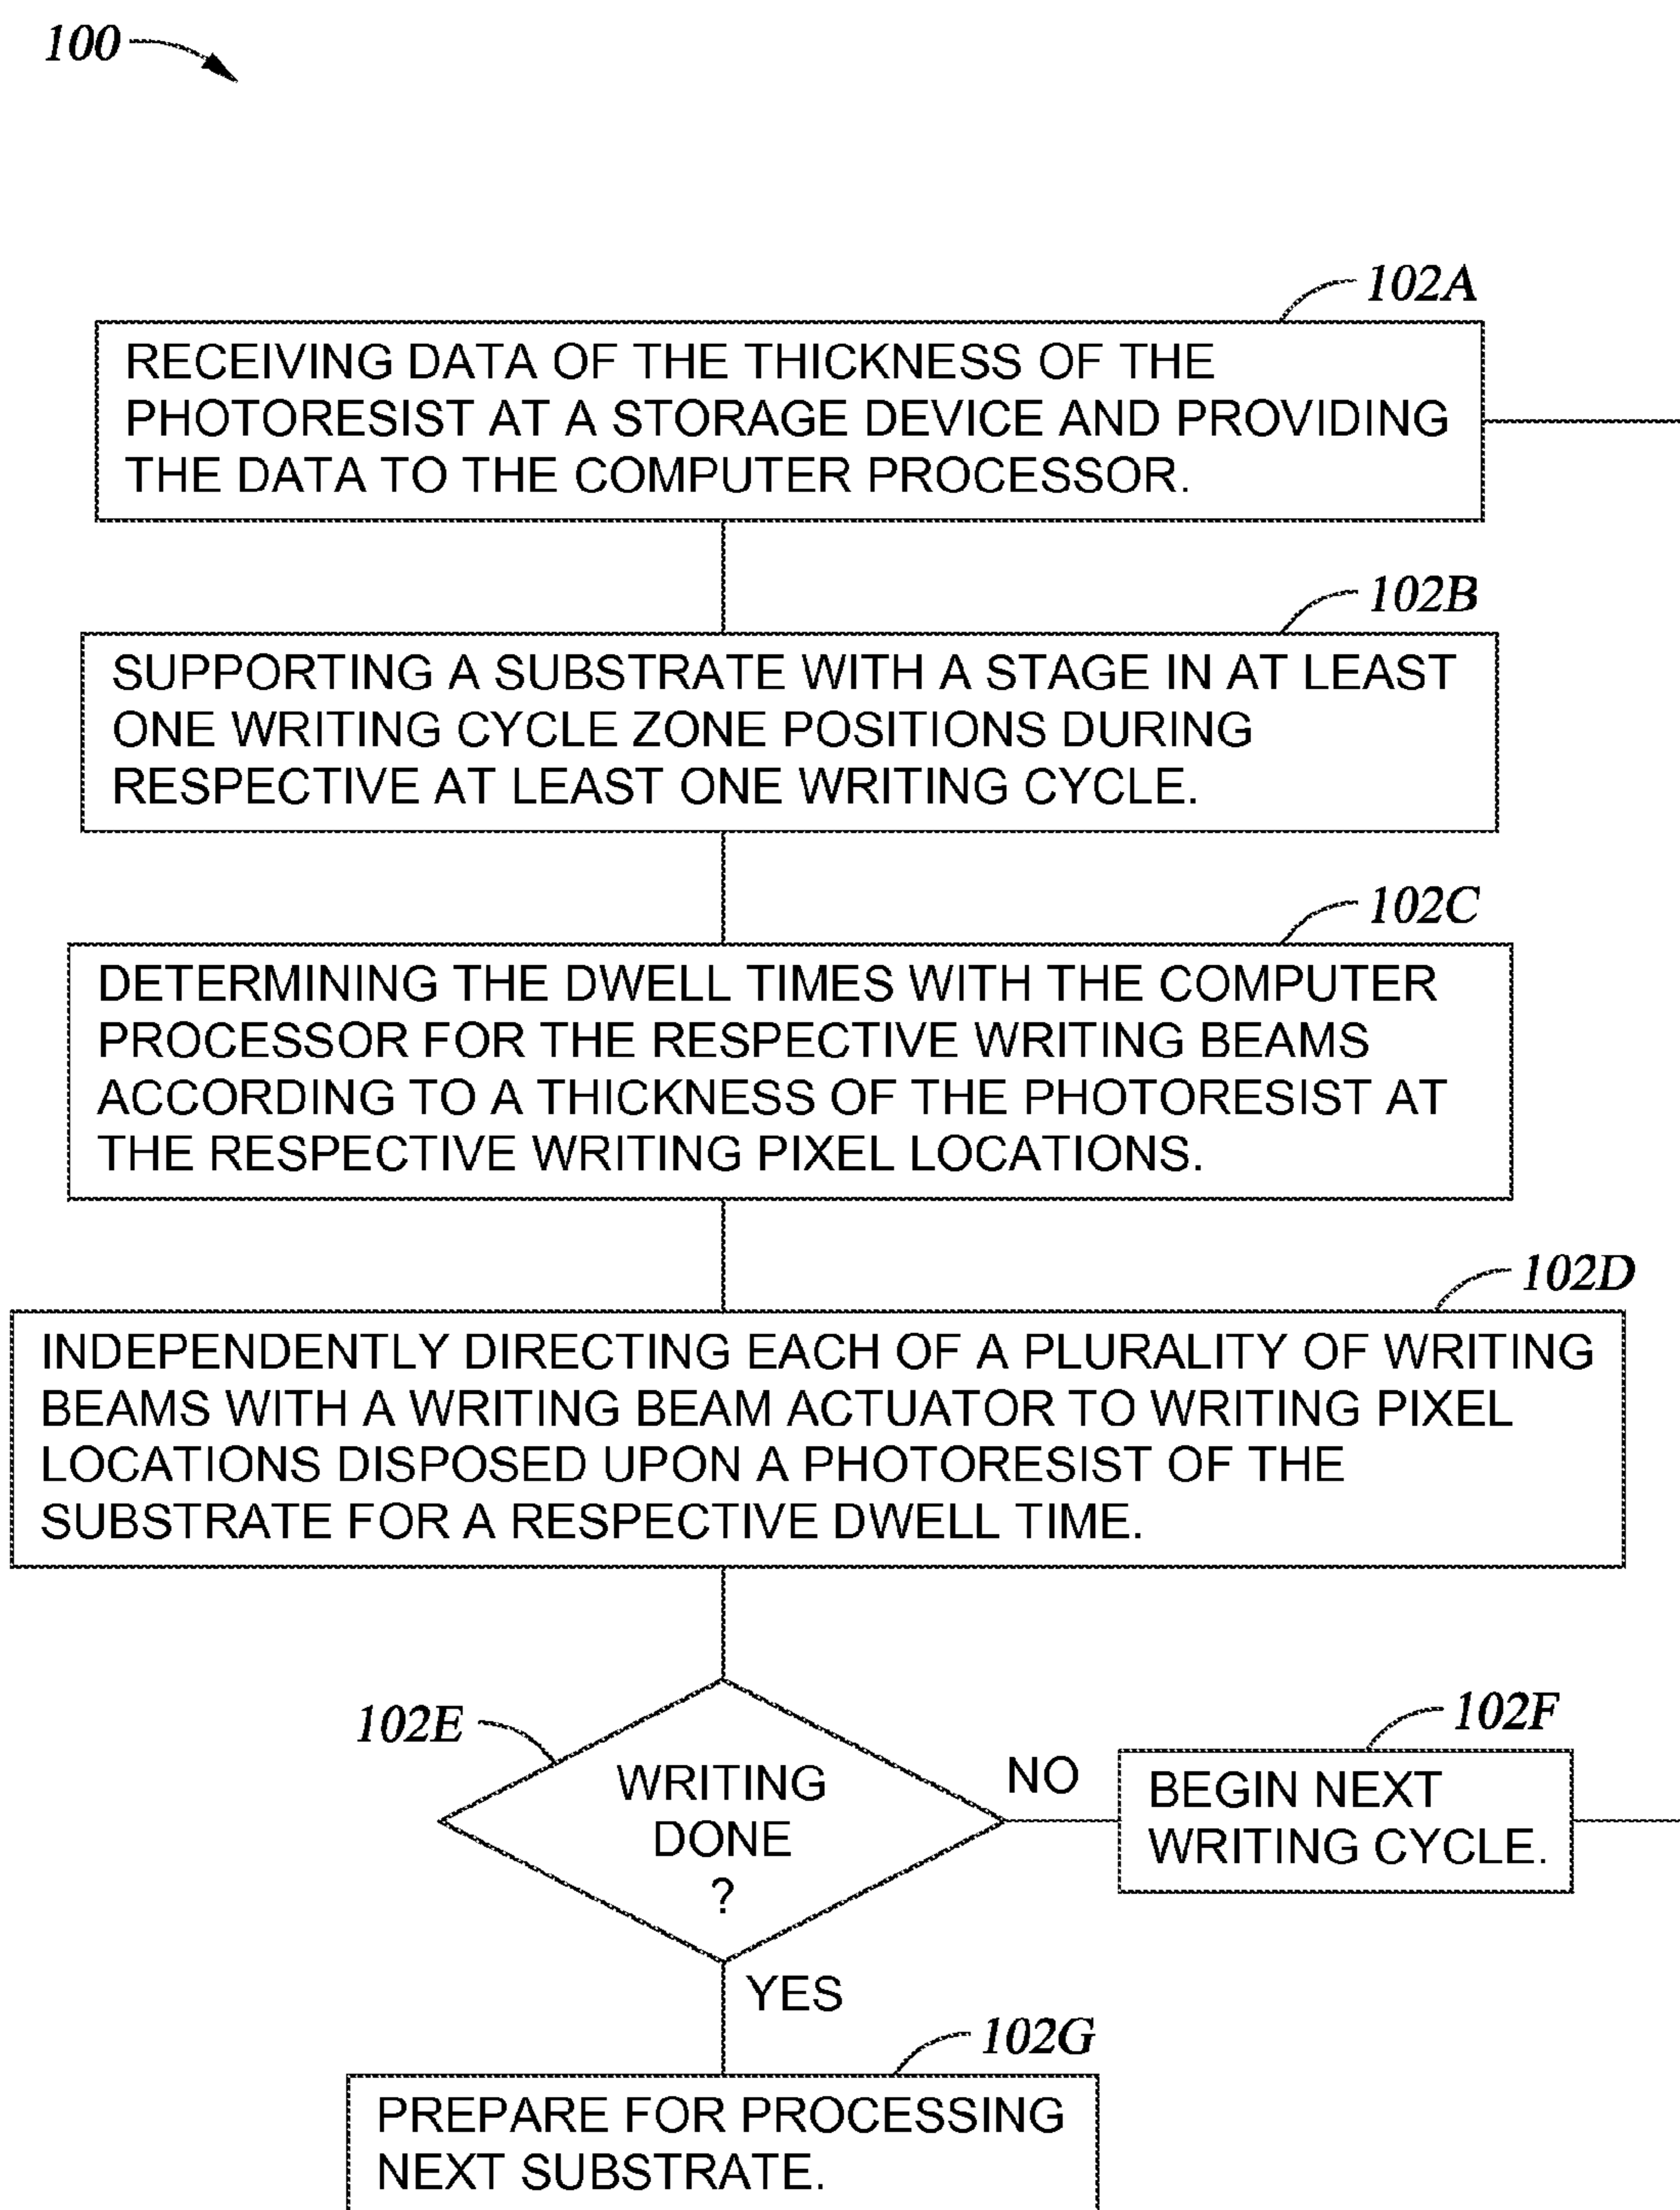 100
102A
RECEIVING DATA OF THE THICKNESS OF THE
PHOTORESIST AT A STORAGE DEVICE AND PROVIDING
THE DATA TO THE COMPUTER PROCESSOR.
102B
SUPPORTING A SUBSTRATE WITH A STAGE IN AT LEAST
ONE WRITING CYCLE ZONE POSITIONS DURING
RESPECTIVE AT LEAST ONE WRITING CYCLE.
102C
DETERMINING THE DWELL TIMES WITH THE COMPUTER
PROCESSOR FOR THE RESPECTIVE WRITING BEAMS
ACCORDING TO A THICKNESS OF THE PHOTORESIST AT
THE RESPECTIVE WRITING PIXEL LOCATIONS.
102D
INDEPENDENTLY DIRECTING EACH OF A PLURALITY OF WRITING
BEAMS WITH A WRITING BEAM ACTUATOR TO WRITING PIXEL
LOCATIONS DISPOSED UPON A PHOTORESIST OF THE
SUBSTRATE FOR A RESPECTIVE DWELL TIME.
102E
WRITING
DONE
?
NO
102F
BEGIN NEXT
WRITING CYCLE.
YES
102G
PREPARE FOR PROCESSING
NEXT SUBSTRATE.